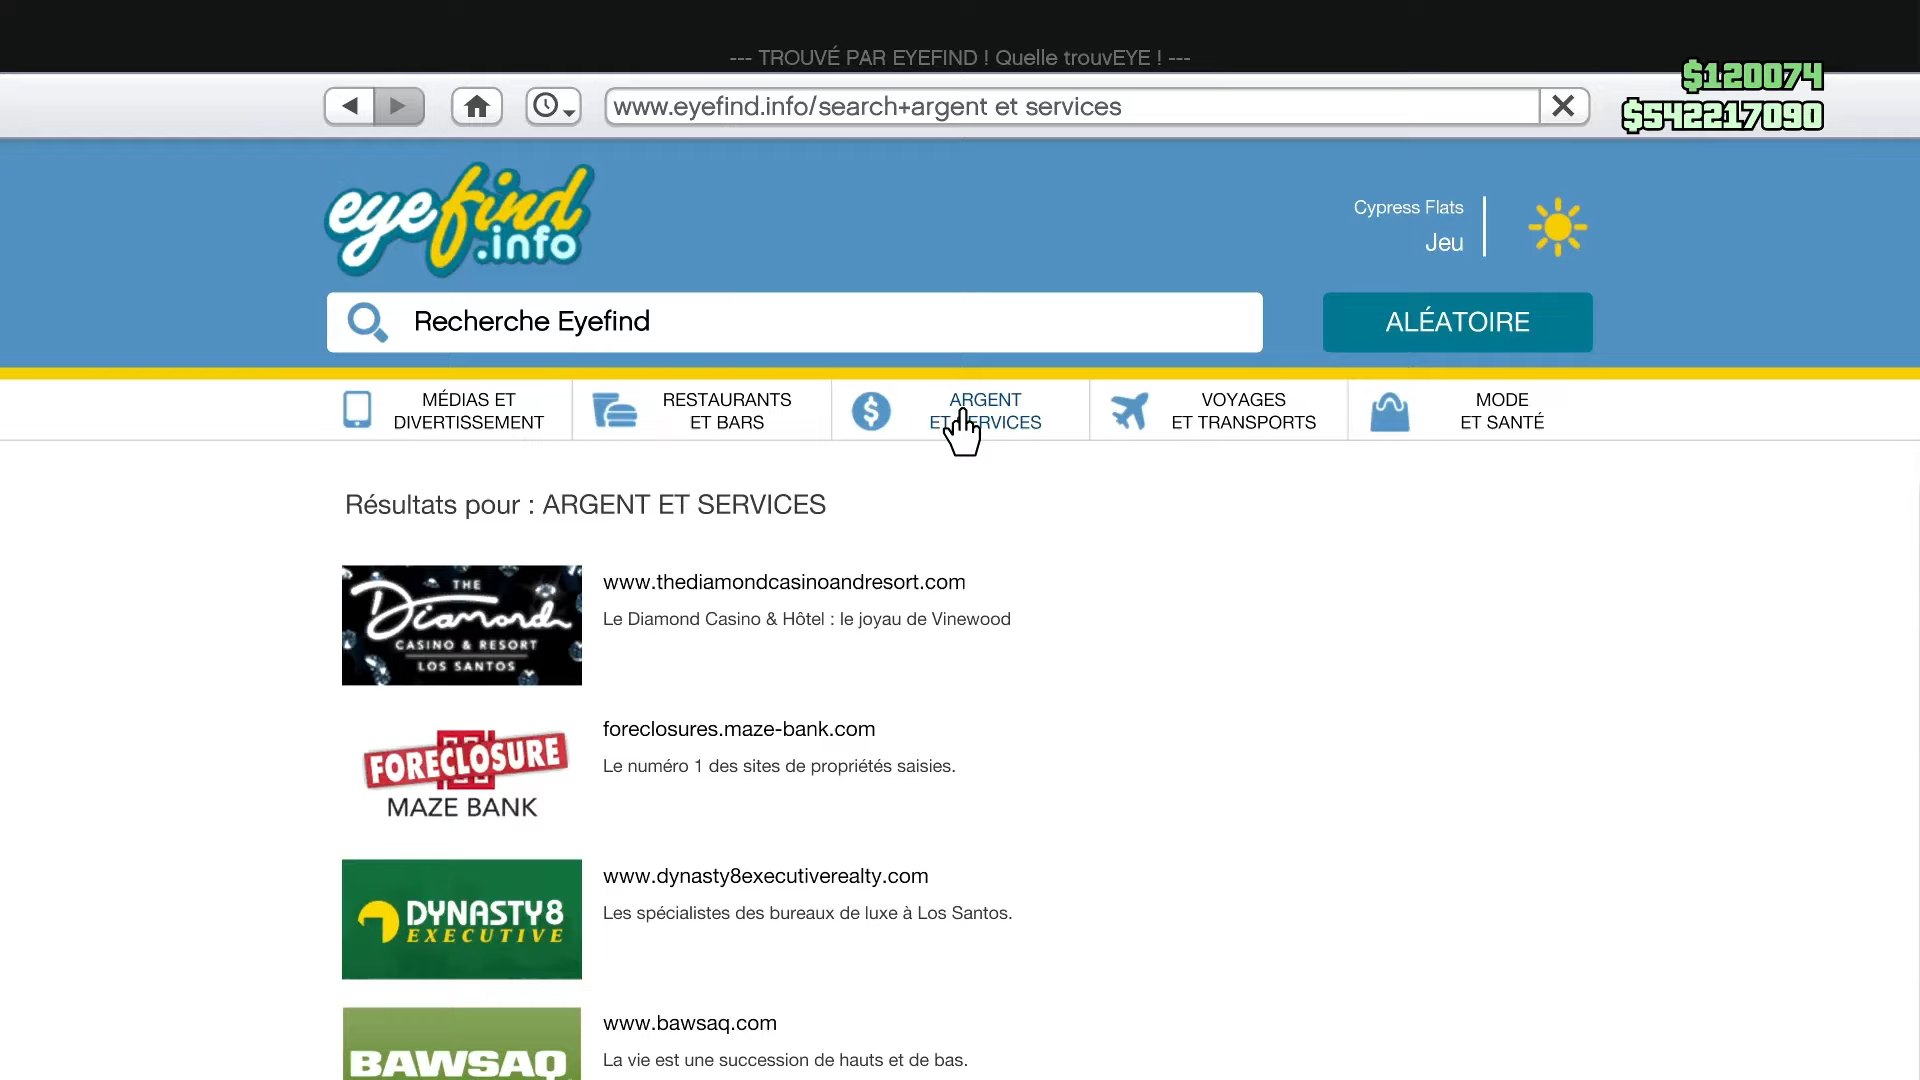 --- TROUVÉ PAR EYEFIND ! Quelle trouvEYE ! ---
$120074
www.eyefind.info/search+argent et services
$542217090
eyefind
.info
Cypress Flats
Jeu
Recherche Eyefind
ALÉATOIRE
MÉDIAS ET
DIVERTISSEMENT
RESTAURANTS
ET BARS
ARGENT
ET SERVICES
VOYAGES
ET TRANSPORTS
MODE
ET SANTÉ
Résultats pour : ARGENT ET SERVICES
THE
Diamond
CASINO & RESORT
LOS SANTOS
www.thediamondcasinoandresort.com
Le Diamond Casino & Hôtel : le joyau de Vinewood
FORECLOSURE
MAZE BANK
foreclosures.maze-bank.com
Le numéro 1 des sites de propriétés saisies.
DYNASTY8
EXECUTIVE
www.dynasty8executiverealty.com
Les spécialistes des bureaux de luxe à Los Santos.
BAWSAQ
www.bawsaq.com
La vie est une succession de hauts et de bas.